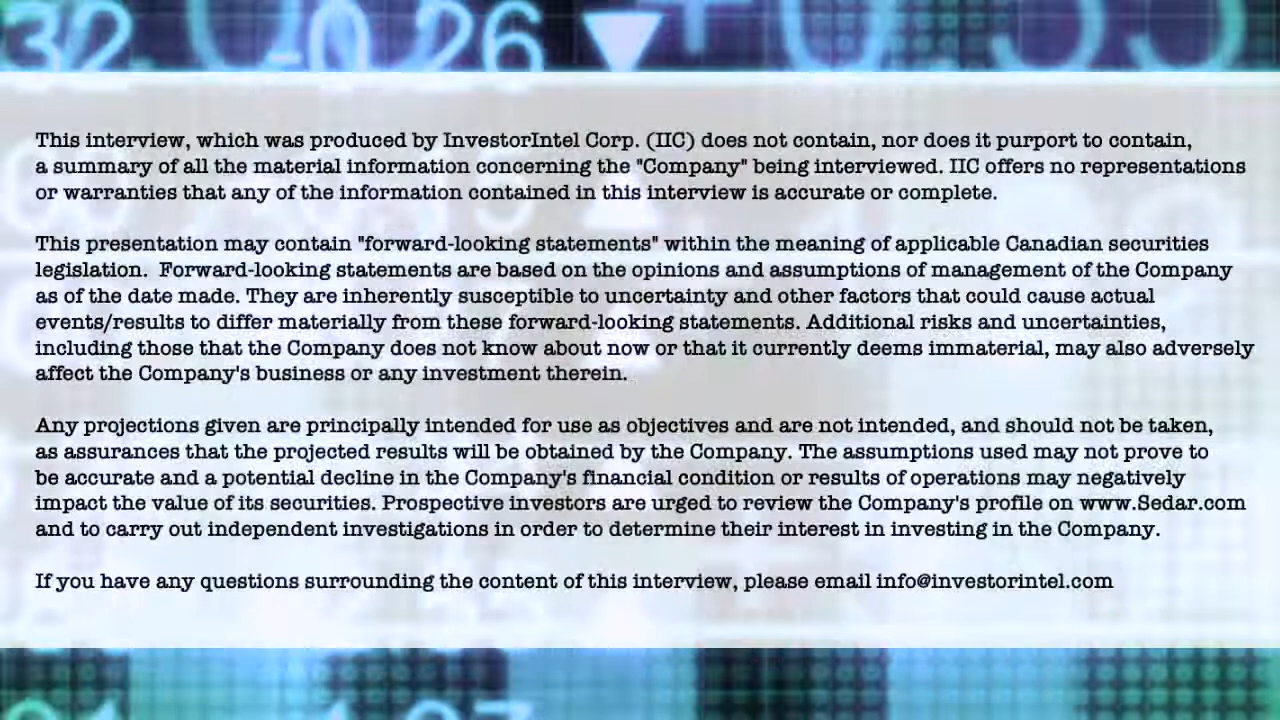 32. -0.26 ▼ +0.55
This interview, which was produced by InvestorIntel Corp. (IIC) does not contain, nor does it purport to contain,
a summary of all the material information concerning the "Company" being interviewed. IIC offers no representations
or warranties that any of the information contained in this interview is accurate or complete.
This presentation may contain "forward-looking statements" within the meaning of applicable Canadian securities
legislation.  Forward-looking statements are based on the opinions and assumptions of management of the Company
as of the date made. They are inherently susceptible to uncertainty and other factors that could cause actual
events/results to differ materially from these forward-looking statements. Additional risks and uncertainties,
including those that the Company does not know about now or that it currently deems immaterial, may also adversely
affect the Company's business or any investment therein.
Any projections given are principally intended for use as objectives and are not intended, and should not be taken,
as assurances that the projected results will be obtained by the Company. The assumptions used may not prove to
be accurate and a potential decline in the Company's financial condition or results of operations may negatively
impact the value of its securities. Prospective investors are urged to review the Company's profile on www.Sedar.com
and to carry out independent investigations in order to determine their interest in investing in the Company.
If you have any questions surrounding the content of this interview, please email info@investorintel.com